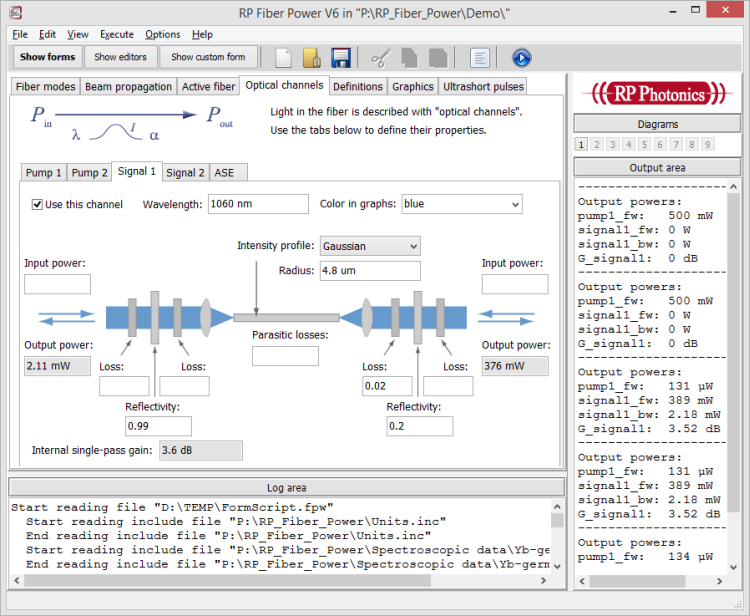 RP Fiber Power V6 in "P:\RP_Fiber_Power\Demo\"
File Edit View Execute Options Help
Show forms Show editors Show custom form
Fiber modes Beam propagation Active fiber Optical channels Definitions Graphics Ultrashort pulses
P in P out
λ I α
Light in the fiber is described with "optical channels".
Use the tabs below to define their properties.
Pump 1 Pump 2 Signal 1 Signal 2 ASE
Use this channel Wavelength: 1060 nm Color in graphs: blue
Intensity profile: Gaussian
Radius: 4.8 um
Input power: Input power:
Parasitic losses:
Output power: Output power:
2.11 mW Loss: Loss: Loss: Loss: 376 mW
0.02
Reflectivity: Reflectivity:
0.99 0.2
Internal single-pass gain: 3.6 dB
Log area
Start reading file "D:\TEMP\FormScript.fpw"
Start reading include file "P:\RP_Fiber_Power\Units.inc"
End reading include file "P:\RP_Fiber_Power\Units.inc"
Start reading include file "P:\RP_Fiber_Power\Spectroscopic data\Yb-ge
End reading include file "P:\RP_Fiber_Power\Spectroscopic data\Yb-germ
RP Photonics
Diagrams
1 2 3 4 5 6 7 8 9
Output area
Output powers:
pump1_fw: 500 mW
signal1_fw: 0 W
signal1_bw: 0 W
G_signal1: 0 dB
Output powers:
pump1_fw: 500 mW
signal1_fw: 0 W
signal1_bw: 0 W
G_signal1: 0 dB
Output powers:
pump1_fw: 131 µW
signal1_fw: 389 mW
signal1_bw: 2.18 mW
G_signal1: 3.52 dB
Output powers:
pump1_fw: 131 µW
signal1_fw: 389 mW
signal1_bw: 2.18 mW
G_signal1: 3.52 dB
Output powers:
pump1_fw: 134 µW